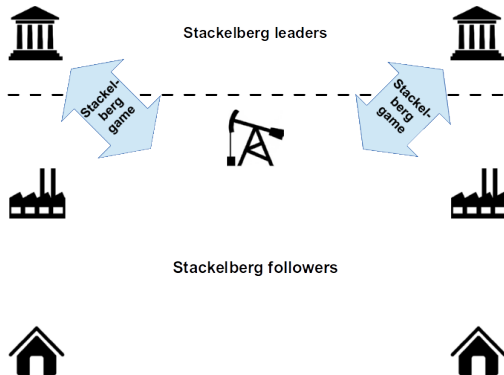 Stackelberg leaders
Stackel-
berg
game
Stackel-
berg
game
Stackelberg followers